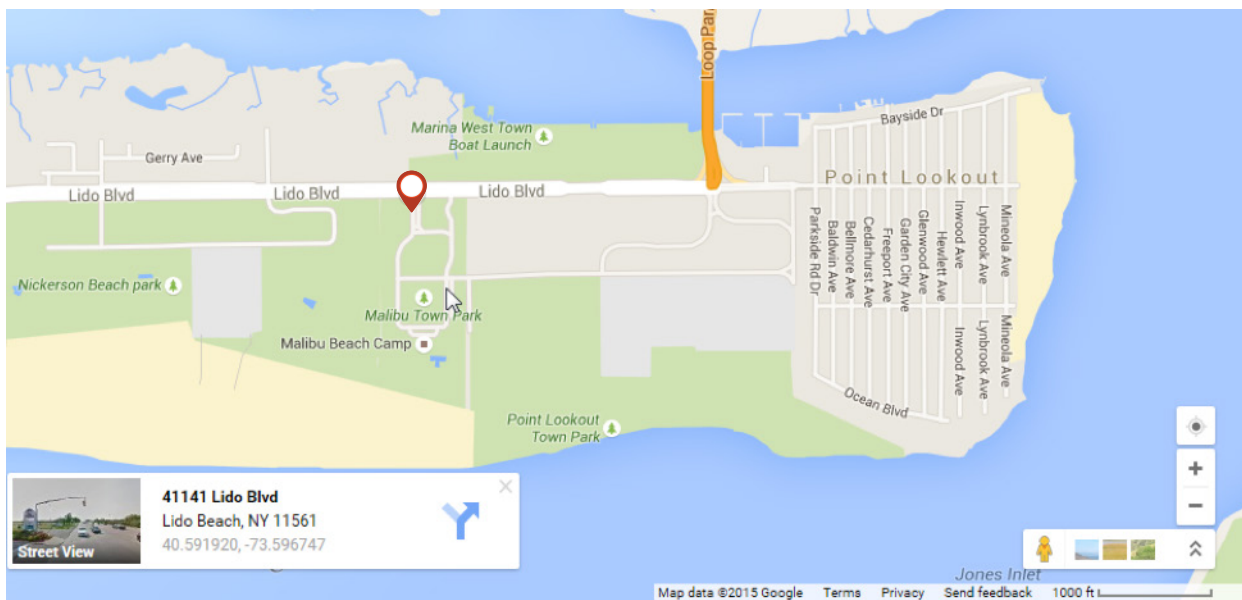 Loop Par
Marina West Town
Boat Launch
Bayside Dr
Gerry Ave
Point Lookout
Lido Blvd
Lido Blvd
Lido Blvd
Parkside Rd Dr
Baldwin Ave
Bellmore Ave
Cedarhurst Ave
Freeport Ave
Garden City Ave
Glenwood Ave
Hewlett Ave
Inwood Ave
Lynbrook Ave
Mineola Ave
Nickerson Beach park
Malibu Town Park
Malibu Beach Camp
Inwood Ave
Lynbrook Ave
Mineola Ave
Ocean Blvd
Point Lookout
Town Park
41141 Lido Blvd
Lido Beach, NY 11561
40.591920, -73.596747
Street View
Jones Inlet
Map data ©2015 Google Terms Privacy Send feedback 1000 ft